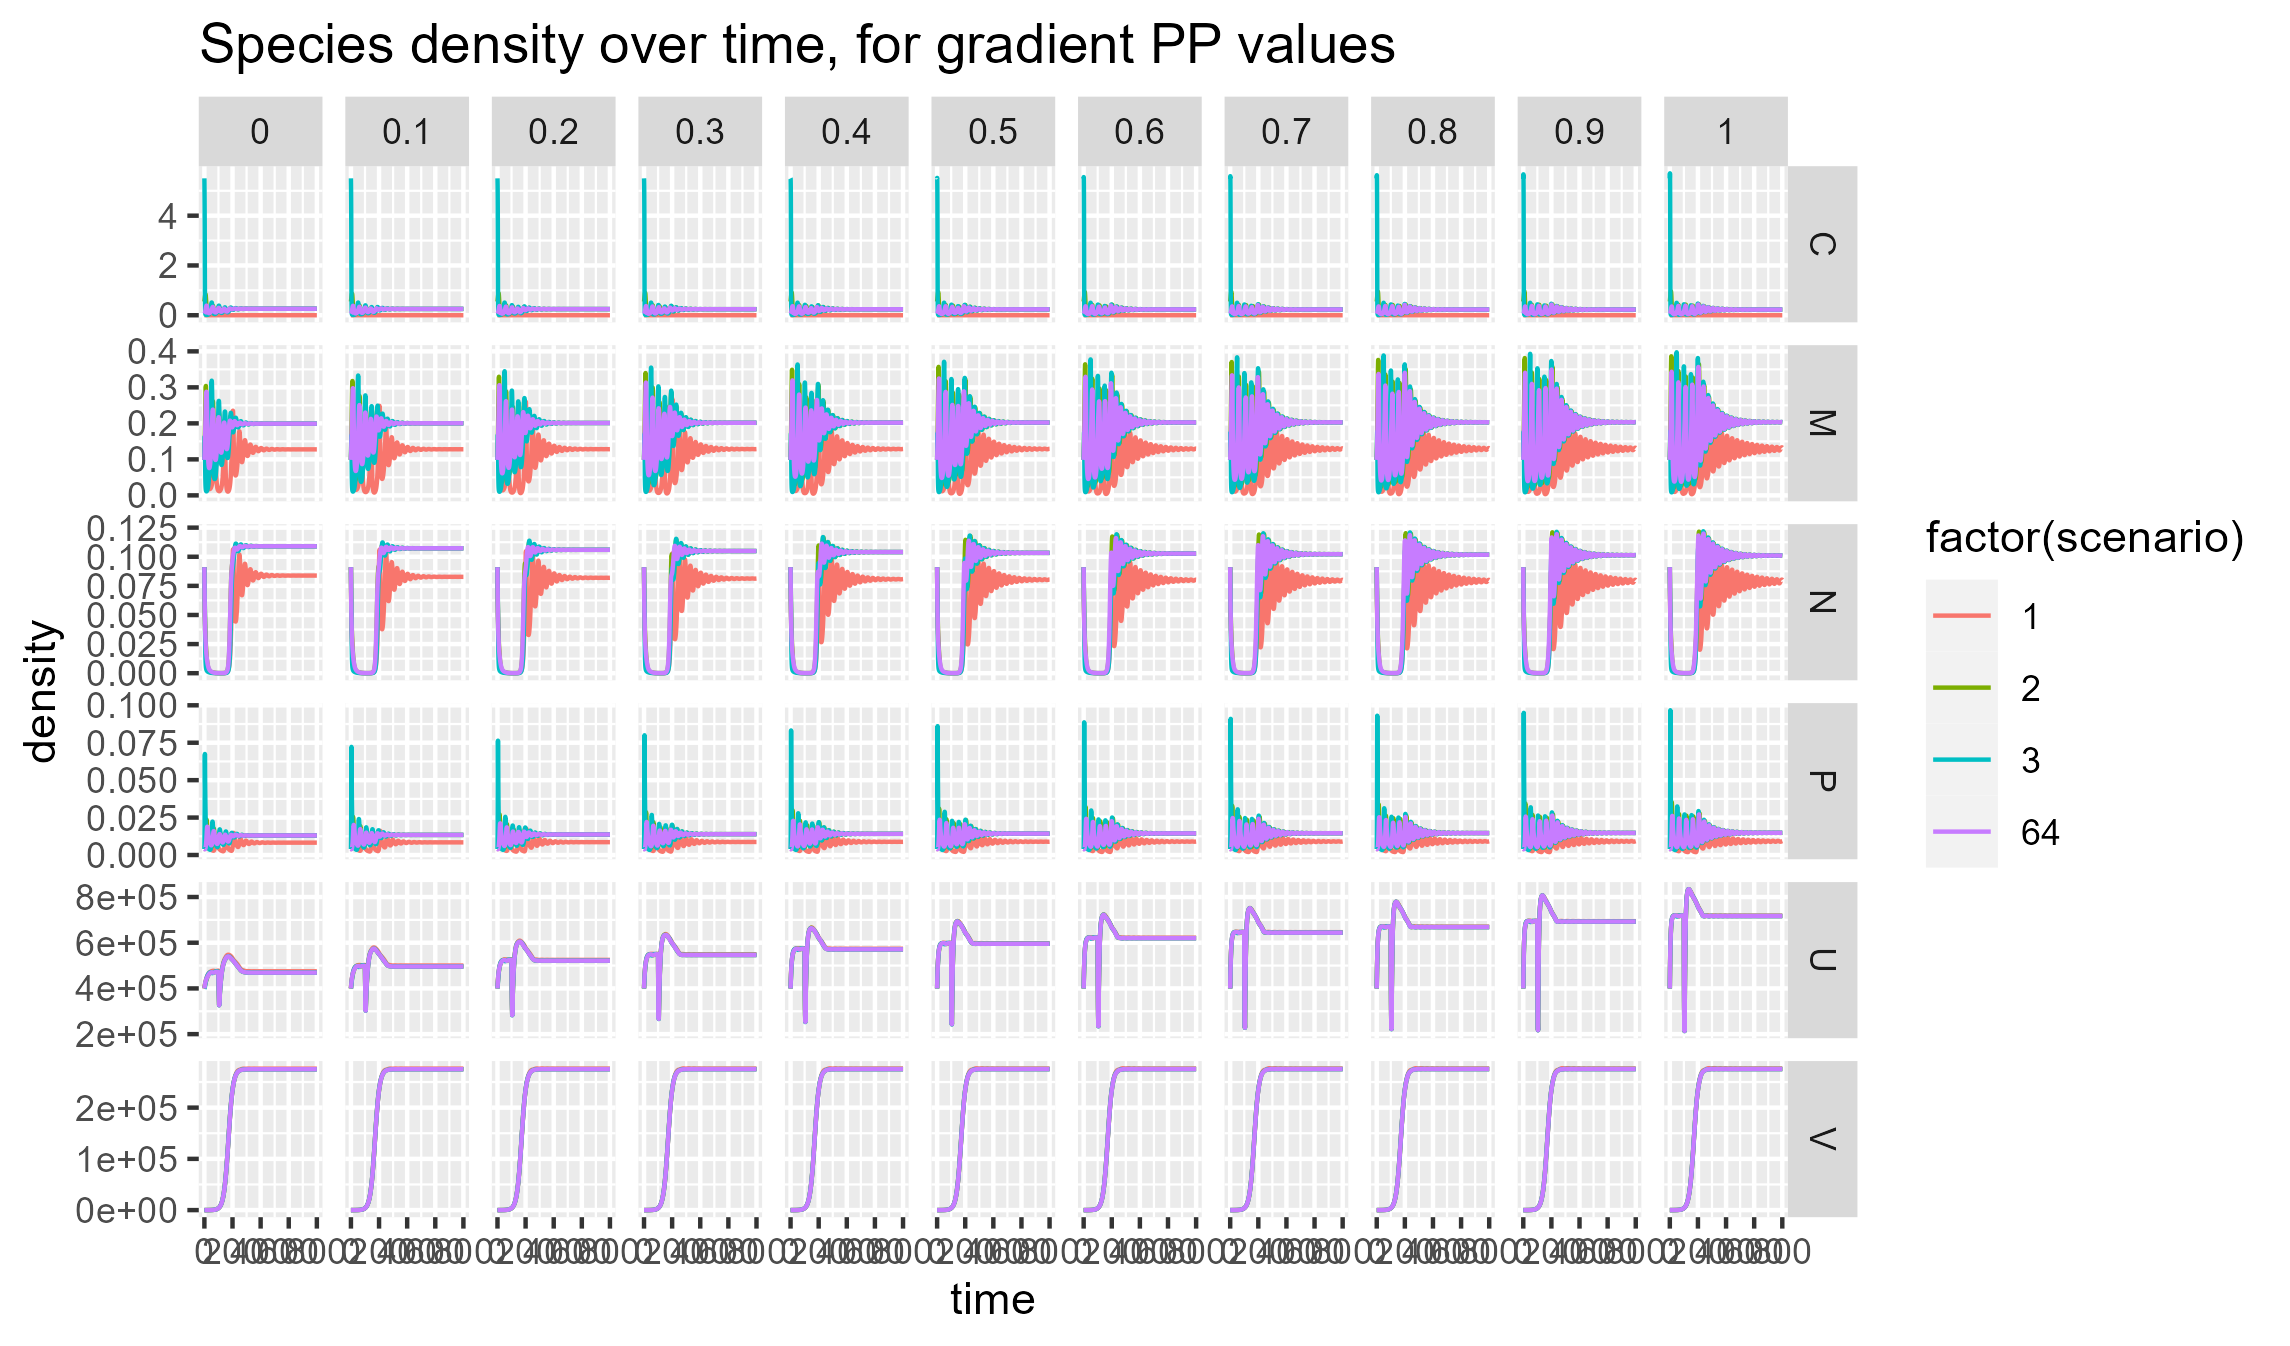 Species density over time, for gradient PP values
0 0.1 0.2 0.3 0.4 0.5 0.6 0.7 0.8 0.9 1
C
4
2
0
M
0.4
0.3
0.2
0.1
0.0
N
0.125
0.100
0.075
0.050
0.025
0.000
P
0.100
0.075
0.050
0.025
0.000
U
8e+05
6e+05
4e+05
2e+05
V
2e+05
1e+05
0e+00
density
time
factor(scenario)
1
2
3
64